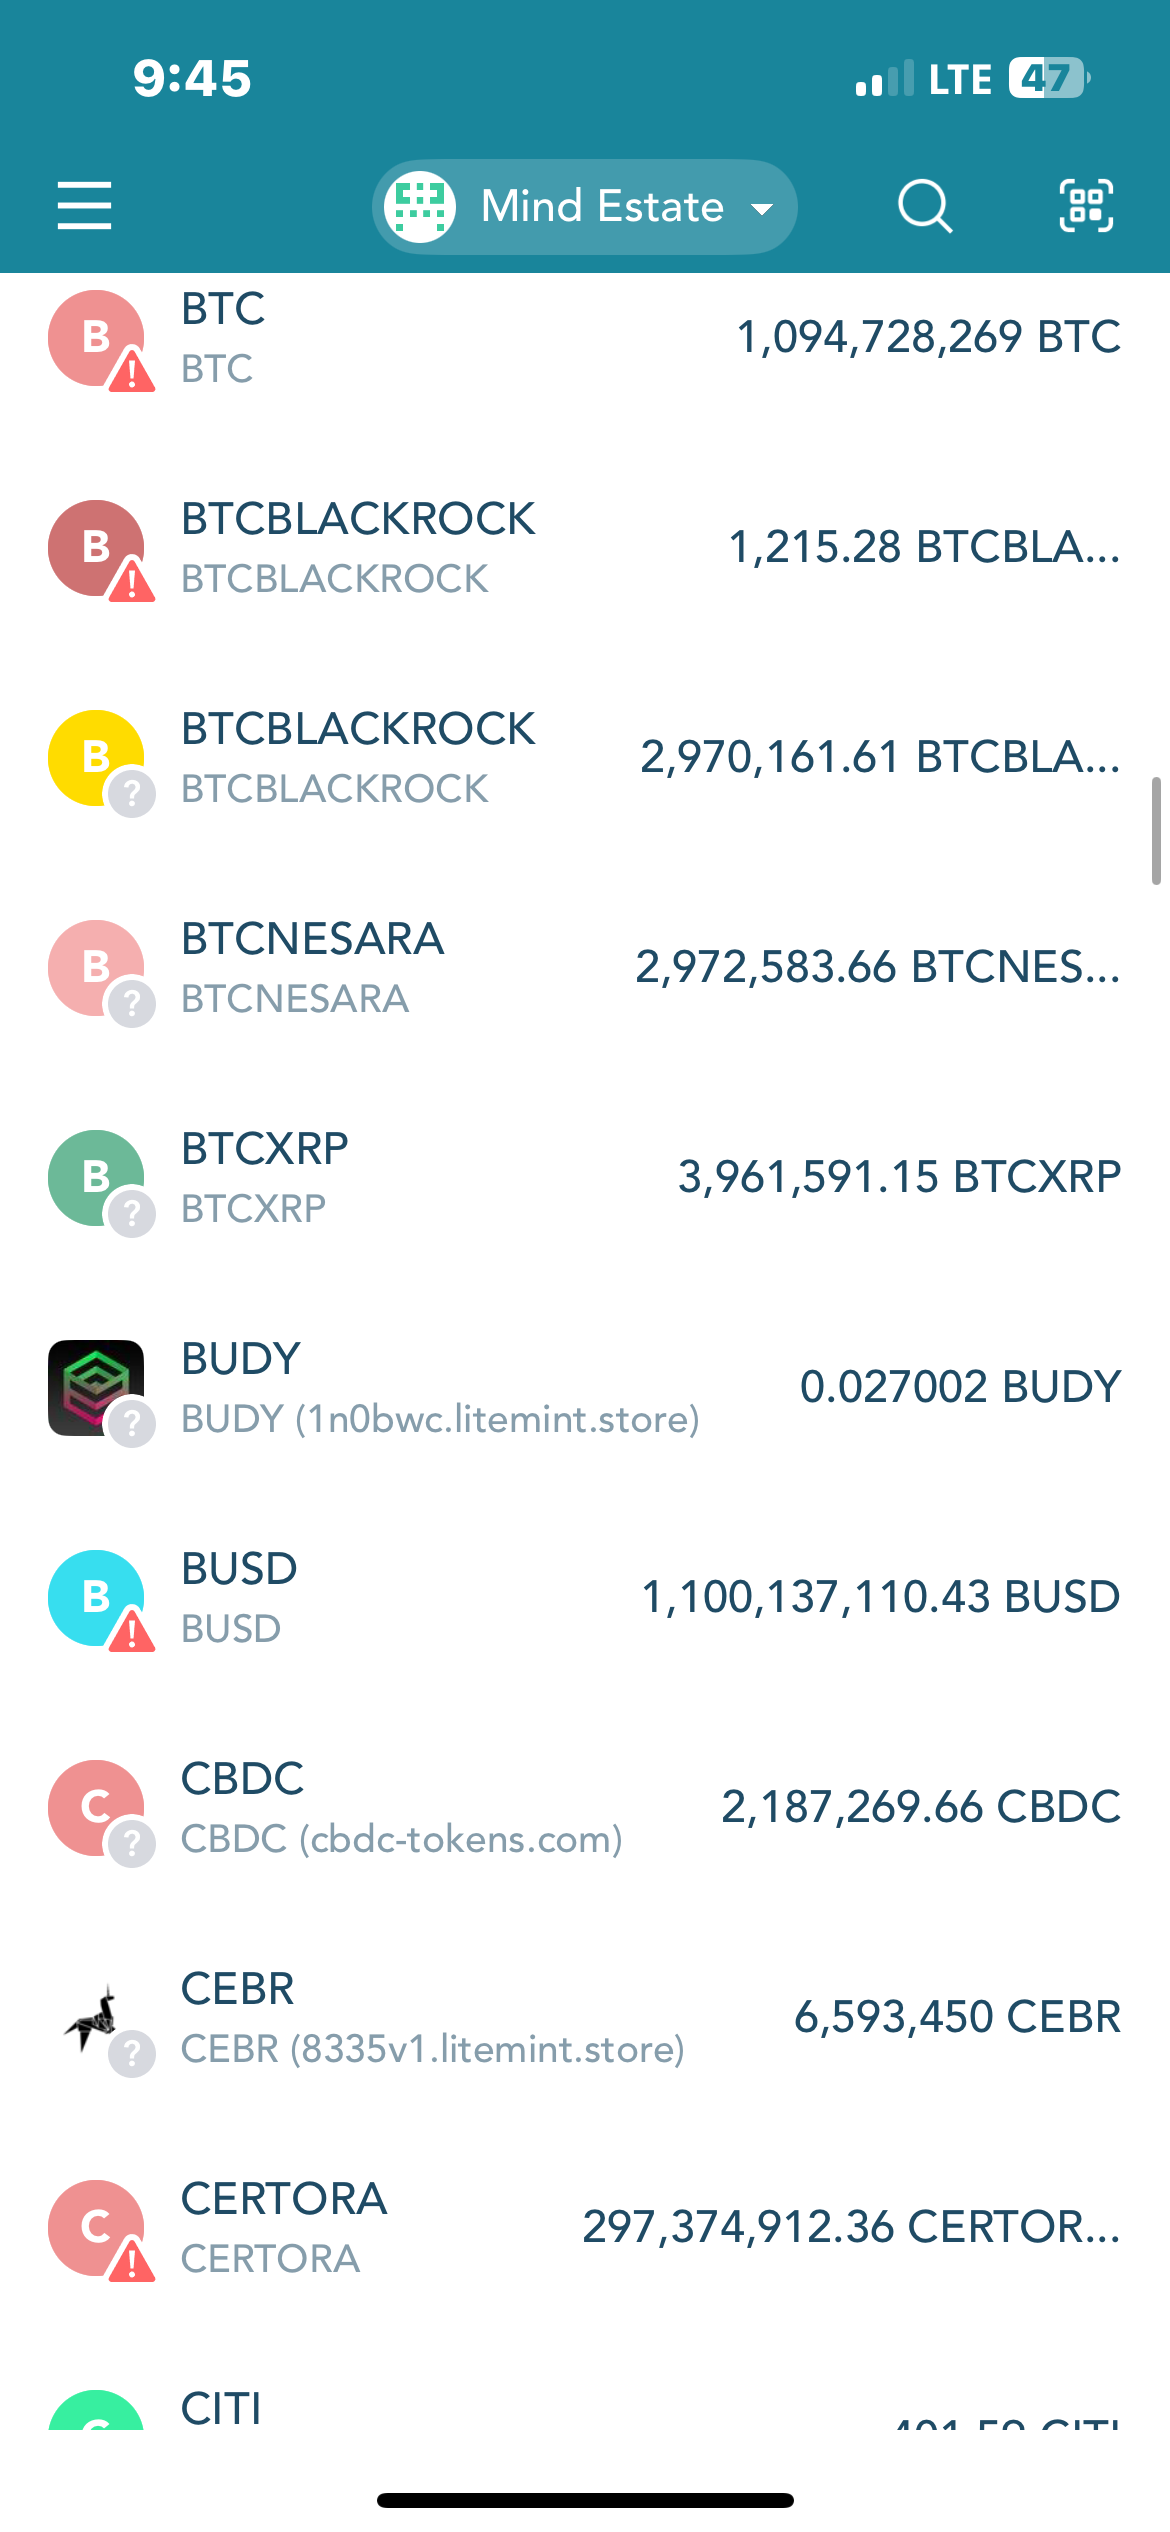 9:45
LTE 47
Mind Estate
B
BTC
1,094,728,269 BTC
BTC
B
BTCBLACKROCK
1,215.28 BTCBLA...
BTCBLACKROCK
B
BTCBLACKROCK
2,970,161.61 BTCBLA...
BTCBLACKROCK
?
B
BTCNESARA
2,972,583.66 BTCNES...
BTCNESARA
?
B
BTCXRP
3,961,591.15 BTCXRP
BTCXRP
?
BUDY
0.027002 BUDY
BUDY (1n0bwc.litemint.store)
?
B
BUSD
1,100,137,110.43 BUSD
BUSD
C
CBDC
2,187,269.66 CBDC
CBDC (cbdc-tokens.com)
?
CEBR
6,593,450 CEBR
CEBR (8335v1.litemint.store)
?
C
CERTORA
297,374,912.36 CERTOR...
CERTORA
CITI